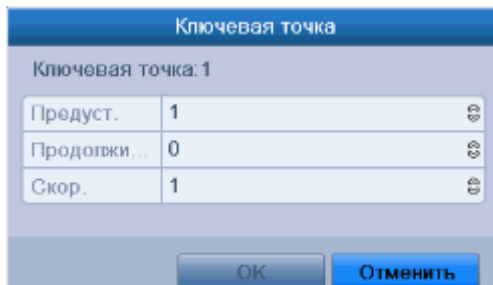 Ключевая точка
Ключевая точка:1
Предуст. 1
Продолжи... 0
Скор. 1
OK Отменить